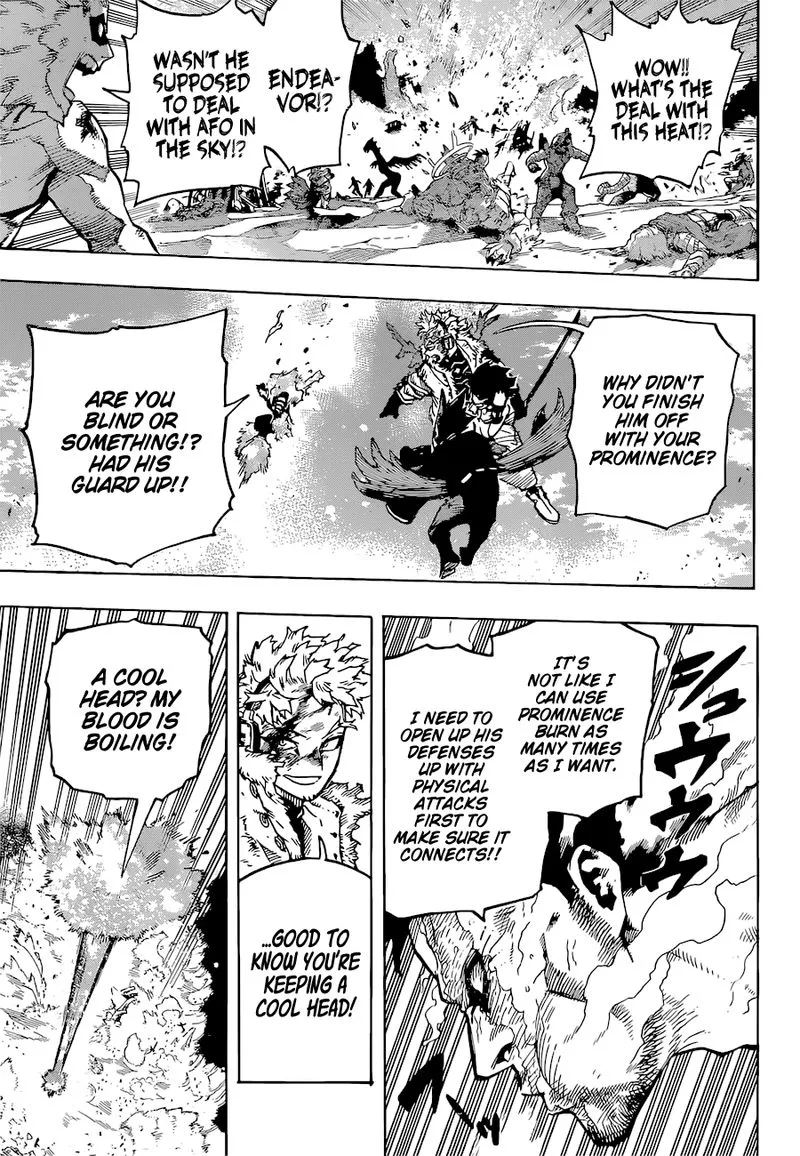 WOW!!
WHAT'S THE
DEAL WITH
THIS HEAT!?
ENDEA-
VOR!?
WASN'T HE
SUPPOSED
TO DEAL
WITH AFO IN
THE SKY!?
WHY DIDN'T
YOU FINISH
HIM OFF
WITH YOUR
PROMINENCE?
ARE YOU
BLIND OR
SOMETHING!?
HAD HIS
GUARD UP!!
シュウウウウ
IT'S
NOT LIKE I
CAN USE
PROMINENCE
BURN AS
MANY TIMES
AS I WANT.
I NEED TO
OPEN UP HIS
DEFENSES
UP WITH
PHYSICAL
ATTACKS
FIRST TO
MAKE SURE IT
CONNECTS!!
...GOOD TO
KNOW YOU'RE
KEEPING A
COOL HEAD!
A COOL
HEAD? MY
BLOOD IS
BOILING!